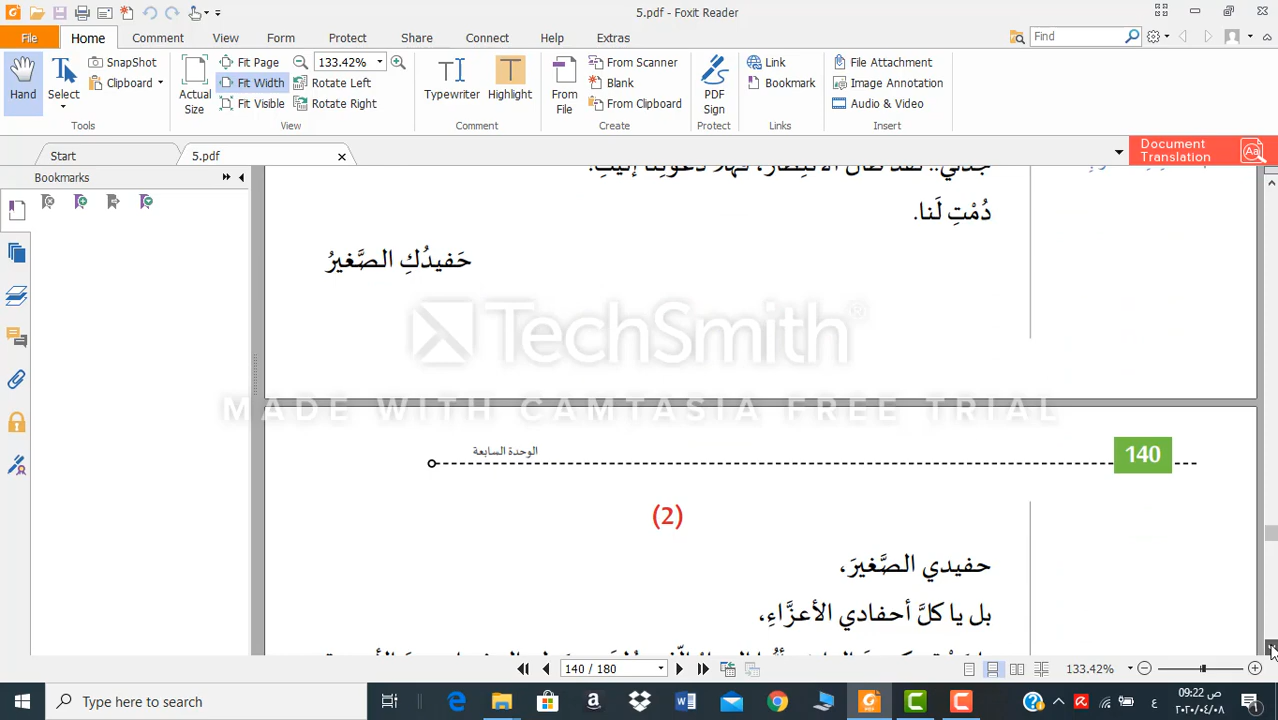 5.pdf - Foxit Reader
File Home Comment View Form Protect Share Connect Help Extras Find
Hand Select SnapShot Clipboard Actual Size Fit Page Fit Width Fit Visible 133.42% Rotate Left Rotate Right Typewriter Highlight From File From Scanner Blank From Clipboard PDF Sign Link Bookmark File Attachment Image Annotation Audio & Video
Tools View Comment Create Protect Links Insert
Start 5.pdf Document Translation
Bookmarks
دُمْتِ لَنا.
حَفيدُكِ الصَّغيرُ
TechSmith®
MADE WITH CAMTASIA FREE TRIAL
الوحدة السابعة 140
(2)
حفيدي الصَّغيرَ،
بل يا كلَّ أحفادي الأعزَّاءِ،
140 / 180 133.42%
Type here to search
ع
09:22 ص
٢٠٢٠/٠٤/٠٨
1